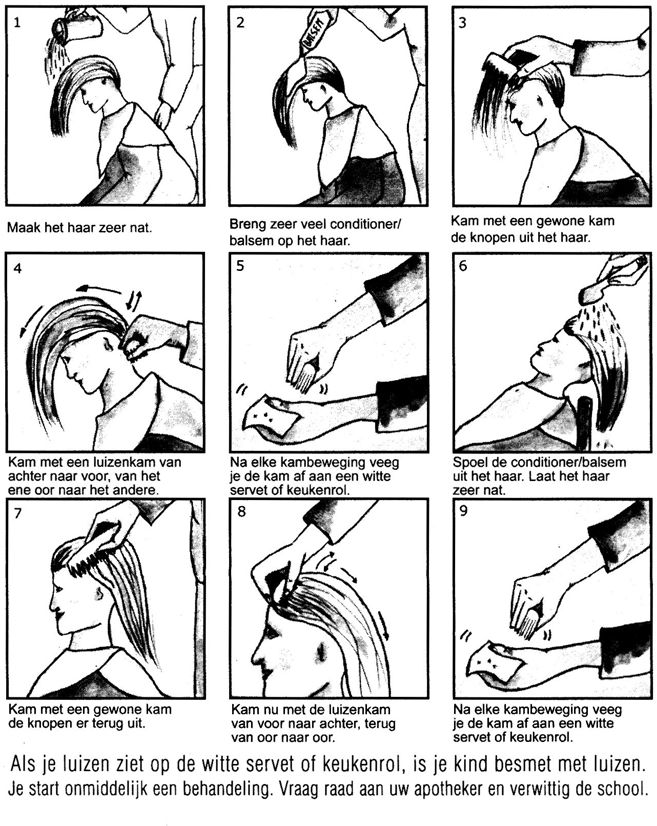 1
2
BALSEM
3
Maak het haar zeer nat.
Breng zeer veel conditioner/
balsem op het haar.
Kam met een gewone kam
de knopen uit het haar.
4
5
6
Kam met een luizenkam van
achter naar voor, van het
ene oor naar het andere.
Na elke kambeweging veeg
je de kam af aan een witte
servet of keukenrol.
Spoel de conditioner/balsem
uit het haar. Laat het haar
zeer nat.
7
8
9
Kam met een gewone kam
de knopen er terug uit.
Kam nu met de luizenkam
van voor naar achter, terug
van oor naar oor.
Na elke kambeweging veeg
je de kam af aan een witte
servet of keukenrol.
Als je luizen ziet op de witte servet of keukenrol, is je kind besmet met luizen.
Je start onmiddelijk een behandeling. Vraag raad aan uw apotheker en verwittig de school.